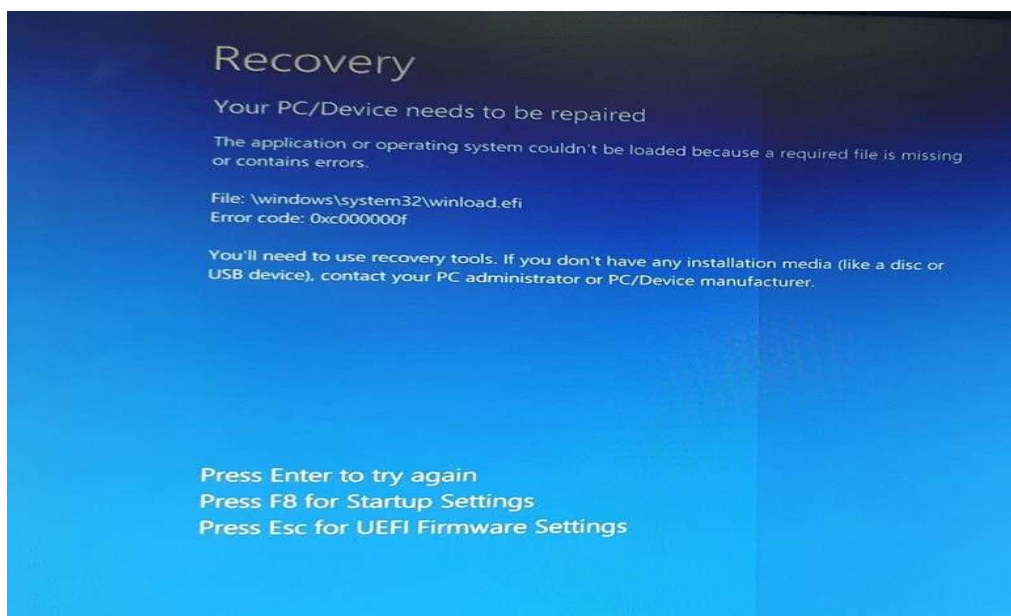 Recovery
Your PC/Device needs to be repaired
The application or operating system couldn't be loaded because a required file is missing
or contains errors.
File: \windows\system32\winload.efi
Error code: 0xc000000f
You'll need to use recovery tools. If you don't have any installation media (like a disc or
USB device), contact your PC administrator or PC/Device manufacturer.
Press Enter to try again
Press F8 for Startup Settings
Press Esc for UEFI Firmware Settings